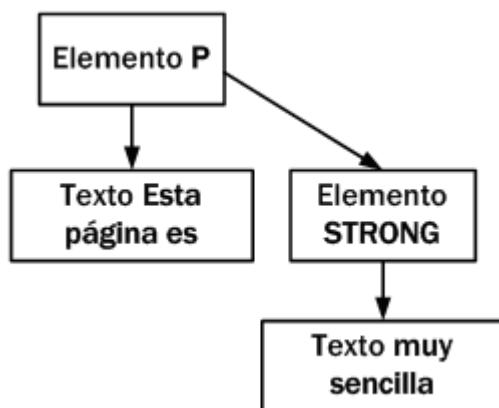 Elemento P
Texto Esta
página es
Elemento
STRONG
Texto muy
sencilla